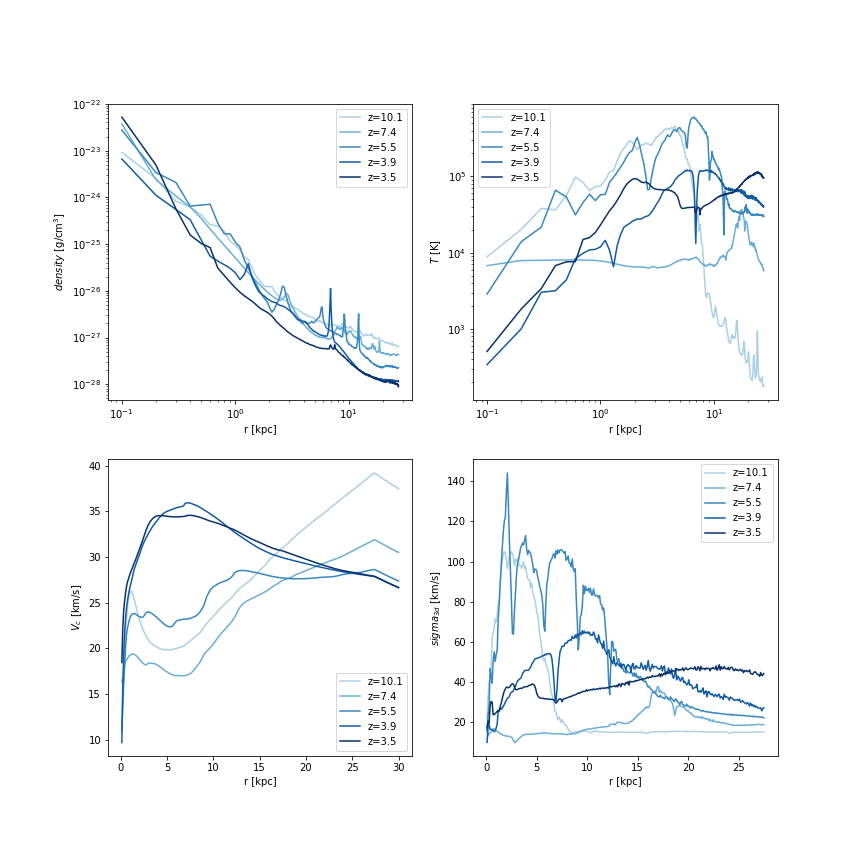 10⁻²²
10⁻²³
10⁻²⁴
10⁻²⁵
10⁻²⁶
10⁻²⁷
10⁻²⁸
density [g/cm³]
z=10.1
z=7.4
z=5.5
z=3.9
z=3.5
10⁻¹ 10⁰ 10¹
r [kpc]
10⁵
10⁴
10³
T [K]
z=10.1
z=7.4
z=5.5
z=3.9
z=3.5
10⁻¹ 10⁰ 10¹
r [kpc]
40
35
30
25
20
15
10
V_c [km/s]
z=10.1
z=7.4
z=5.5
z=3.9
z=3.5
0 5 10 15 20 25 30
r [kpc]
140
120
100
80
60
40
20
sigma_{3d} [km/s]
z=10.1
z=7.4
z=5.5
z=3.9
z=3.5
0 5 10 15 20 25
r [kpc]